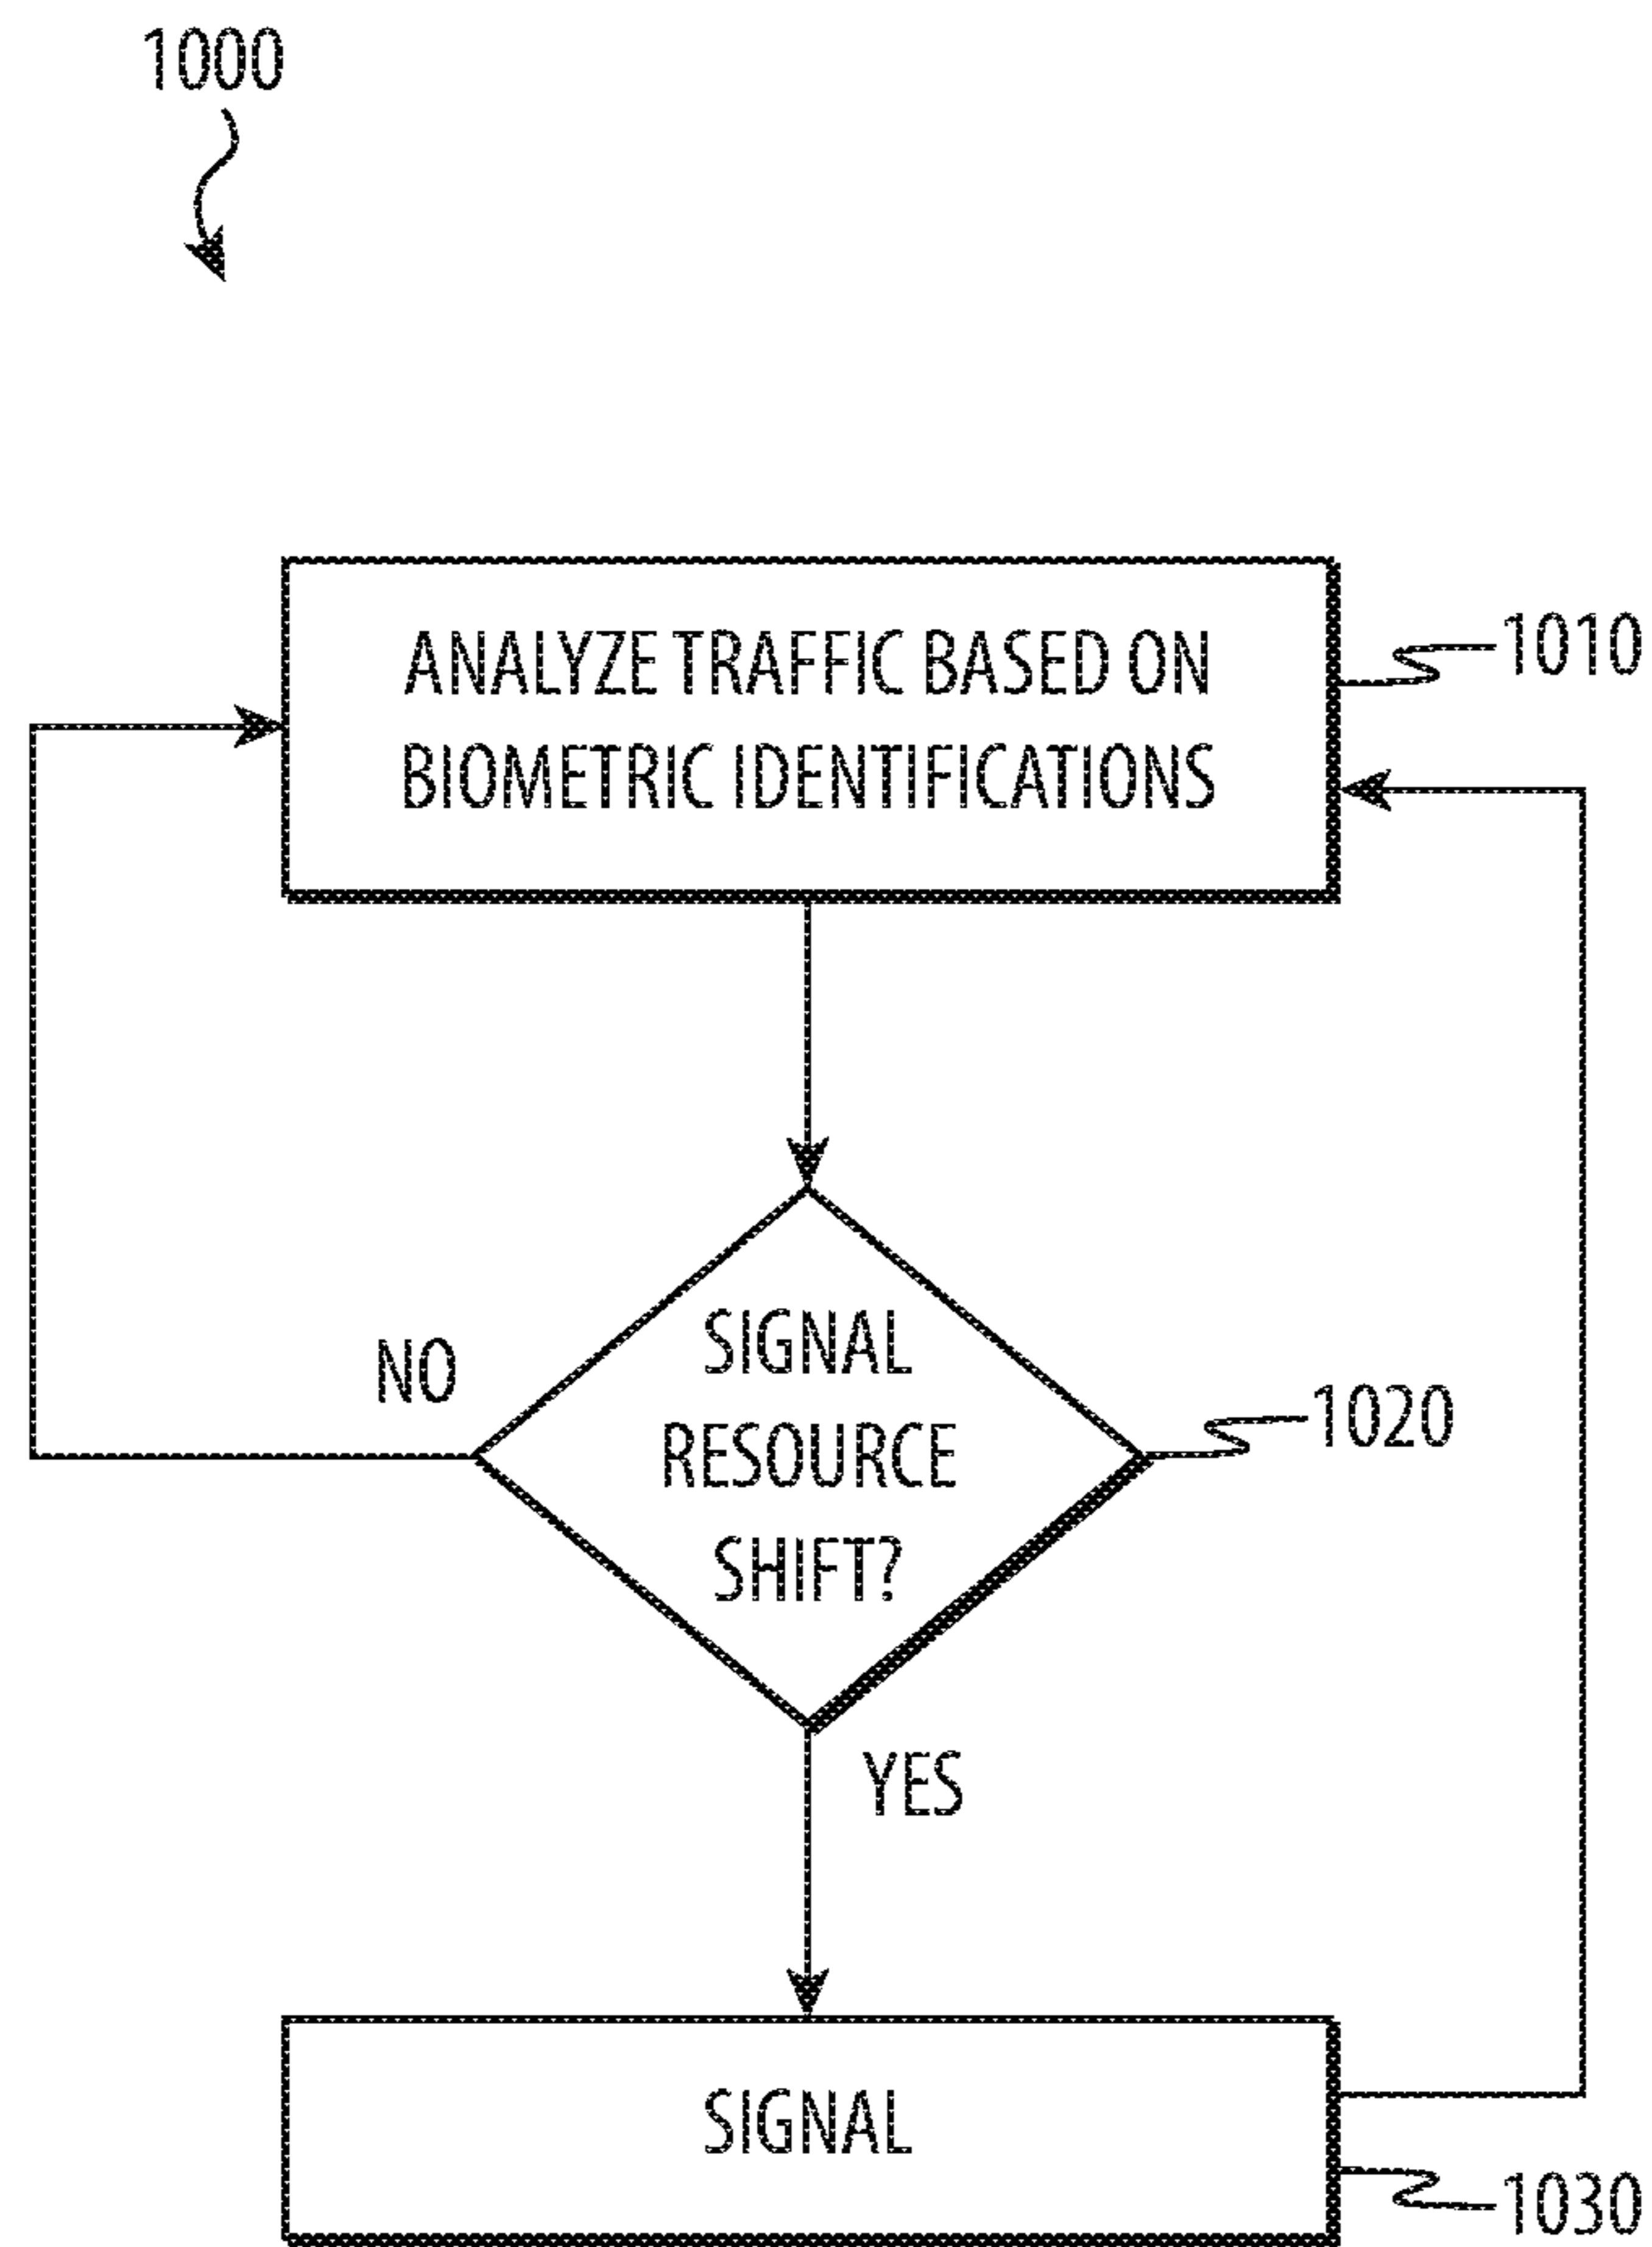 1000
ANALYZE TRAFFIC BASED ON
BIOMETRIC IDENTIFICATIONS
1010
SIGNAL
RESOURCE
SHIFT?
NO
1020
YES
SIGNAL
1030